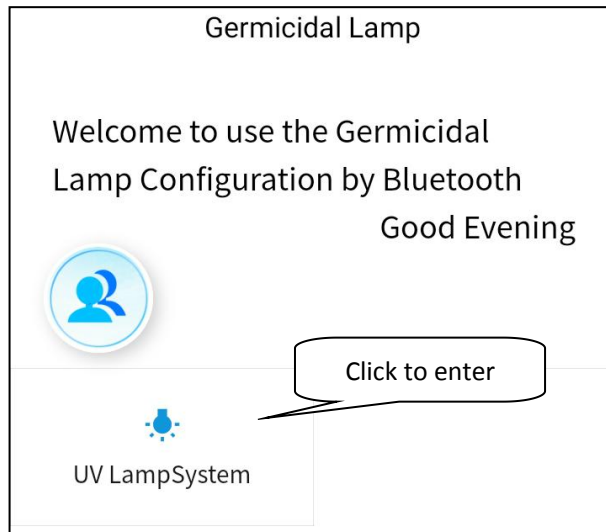 Germicidal Lamp
Welcome to use the Germicidal
Lamp Configuration by Bluetooth
Good Evening
Click to enter
UV LampSystem